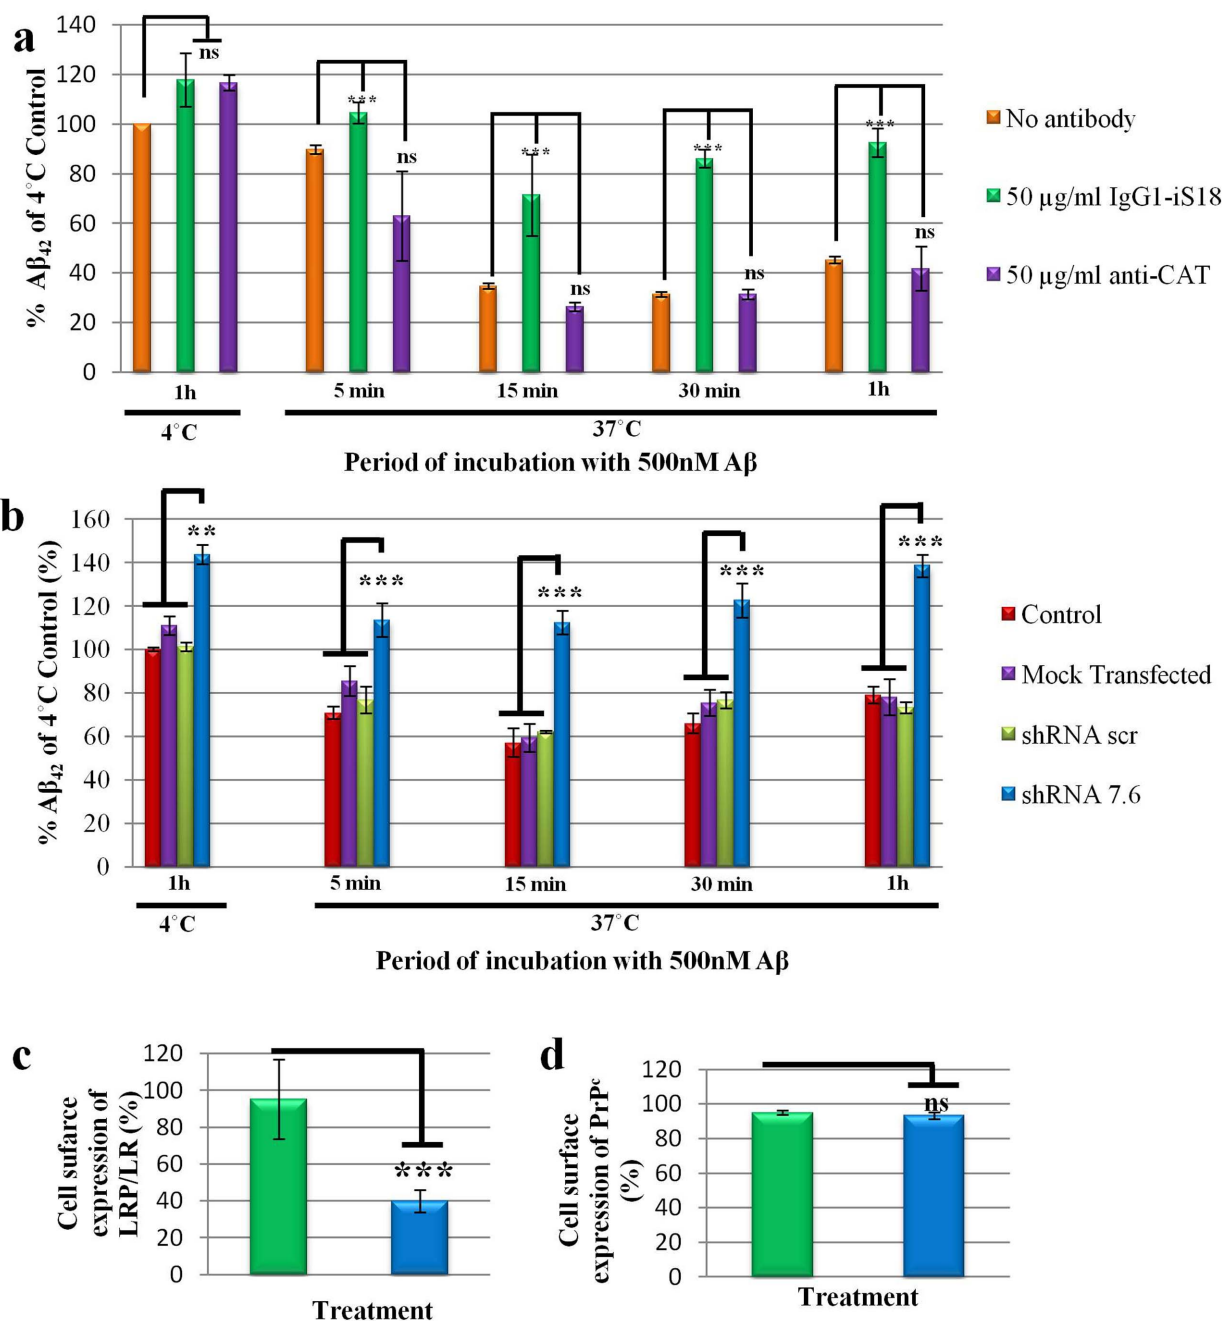 a
% Aβ₄₂ of 4°C Control
140
120
100
80
60
40
20
0
ns
***
ns
***
ns
***
ns
***
ns
1h
5 min
15 min
30 min
1h
4°C
37°C
Period of incubation with 500nM Aβ
No antibody
50 µg/ml IgG1-iS18
50 µg/ml anti-CAT
b
% Aβ₄₂ of 4°C Control (%)
160
140
120
100
80
60
40
20
0
**
***
***
***
***
1h
5 min
15 min
30 min
1h
4°C
37°C
Period of incubation with 500nM Aβ
Control
Mock Transfected
shRNA scr
shRNA 7.6
c
Cell sufarce
expression of
LRP/LR (%)
120
100
80
60
40
20
0
***
Treatment
d
Cell surface
expression of PrPᶜ
(%)
120
100
80
60
40
20
0
ns
Treatment